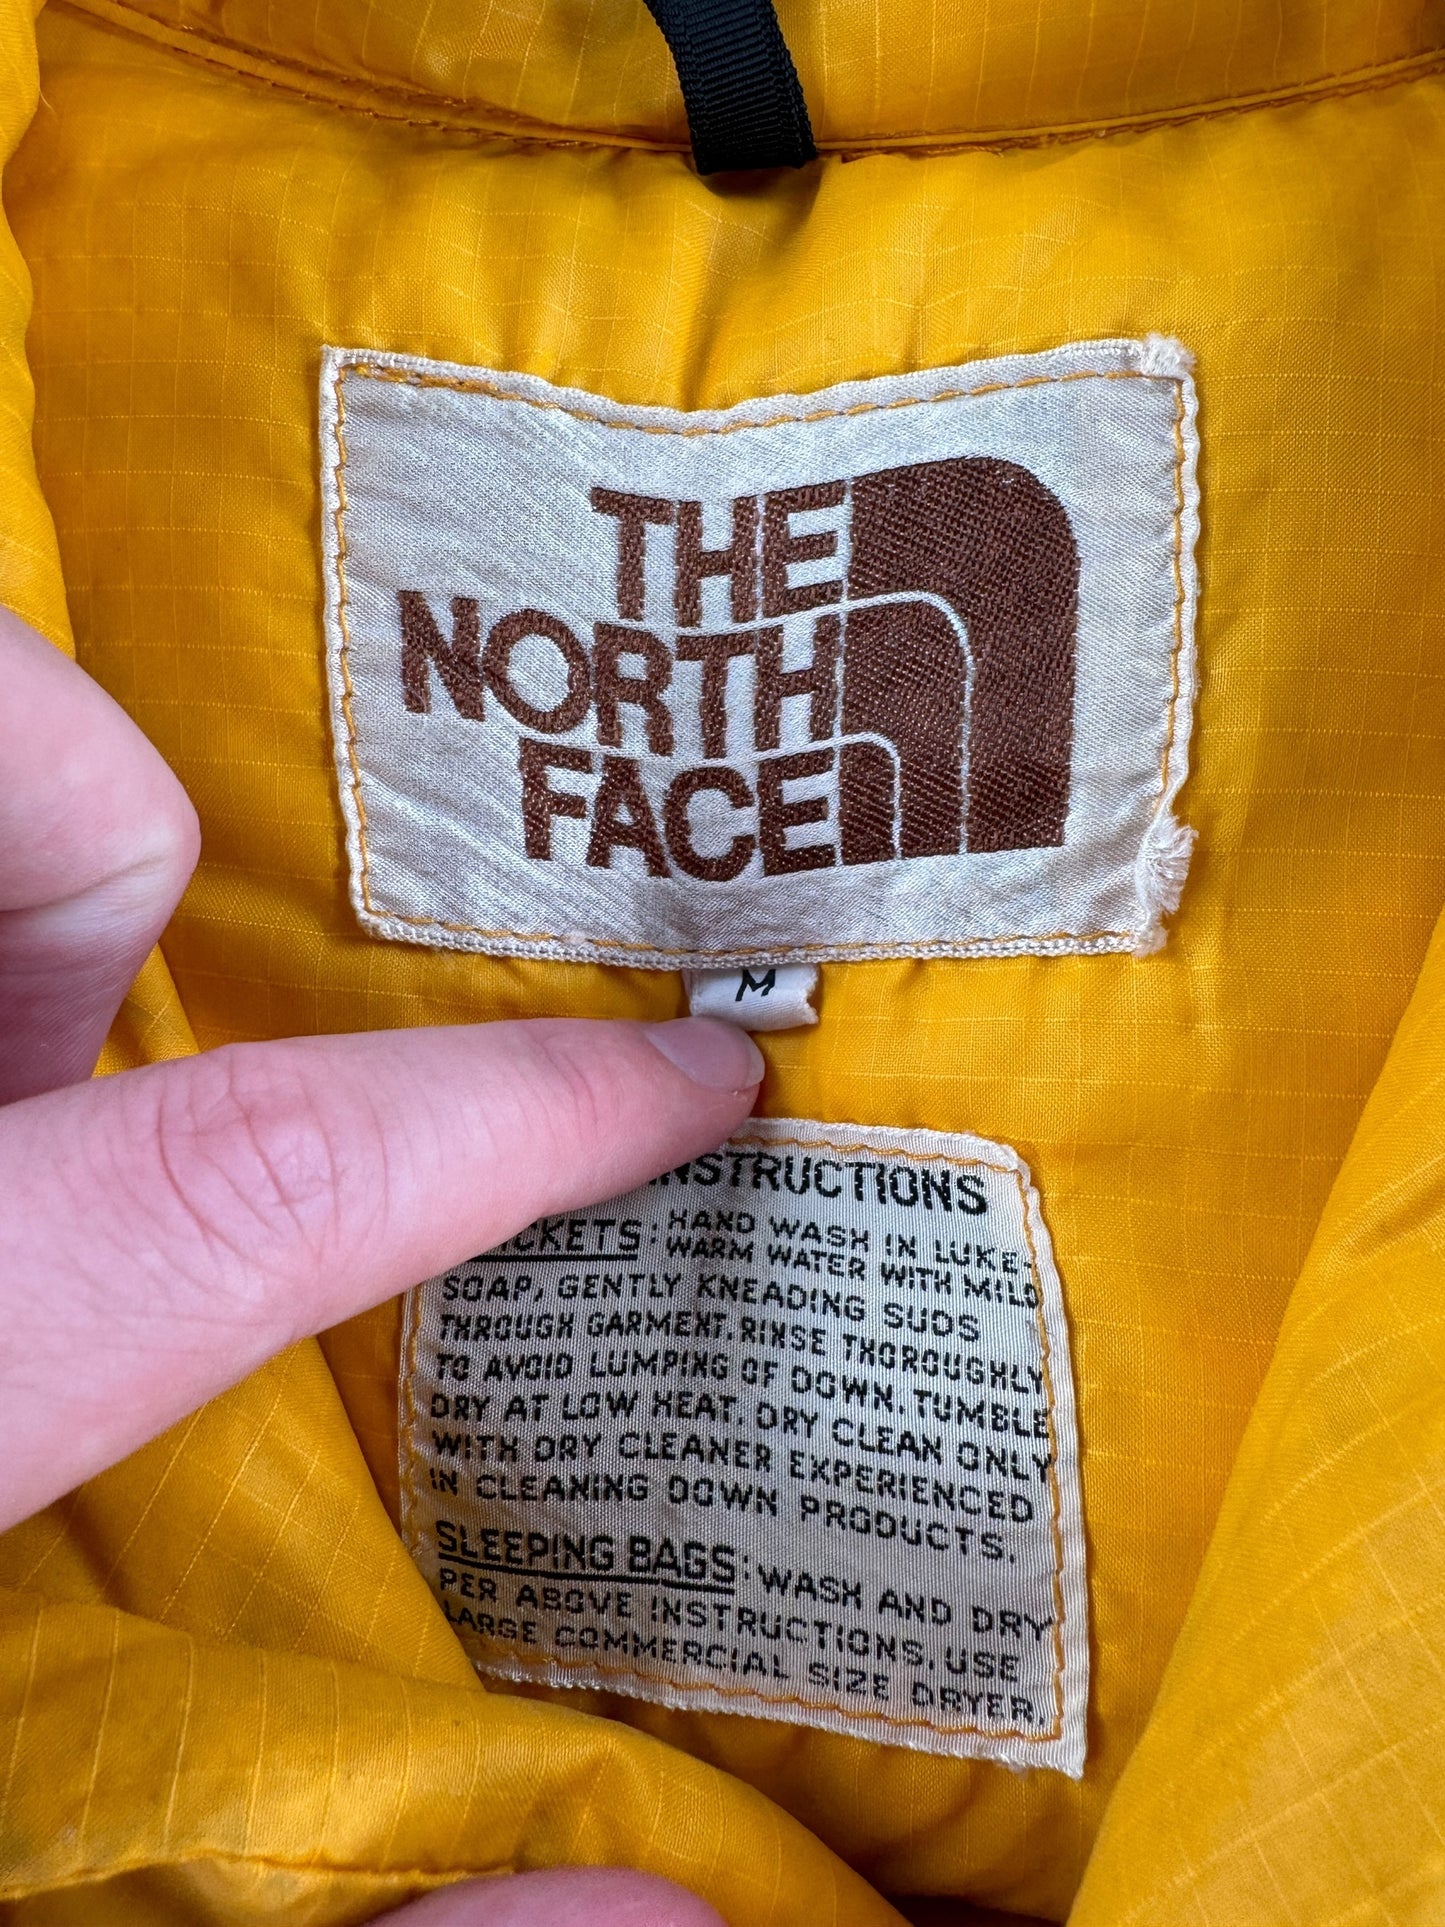 THE
NORTH
FACE
M
INSTRUCTIONS
JACKETS: HAND WASH IN LUKE-
WARM WATER WITH MILD
SOAP, GENTLY KNEADING SUDS
THROUGH GARMENT. RINSE THOROUGHLY
TO AVOID LUMPING OF DOWN. TUMBLE
DRY AT LOW HEAT. DRY CLEAN ONLY
WITH DRY CLEANER EXPERIENCED
IN CLEANING DOWN PRODUCTS.
SLEEPING BAGS: WASH AND DRY
PER ABOVE INSTRUCTIONS. USE
LARGE COMMERCIAL SIZE DRYER.